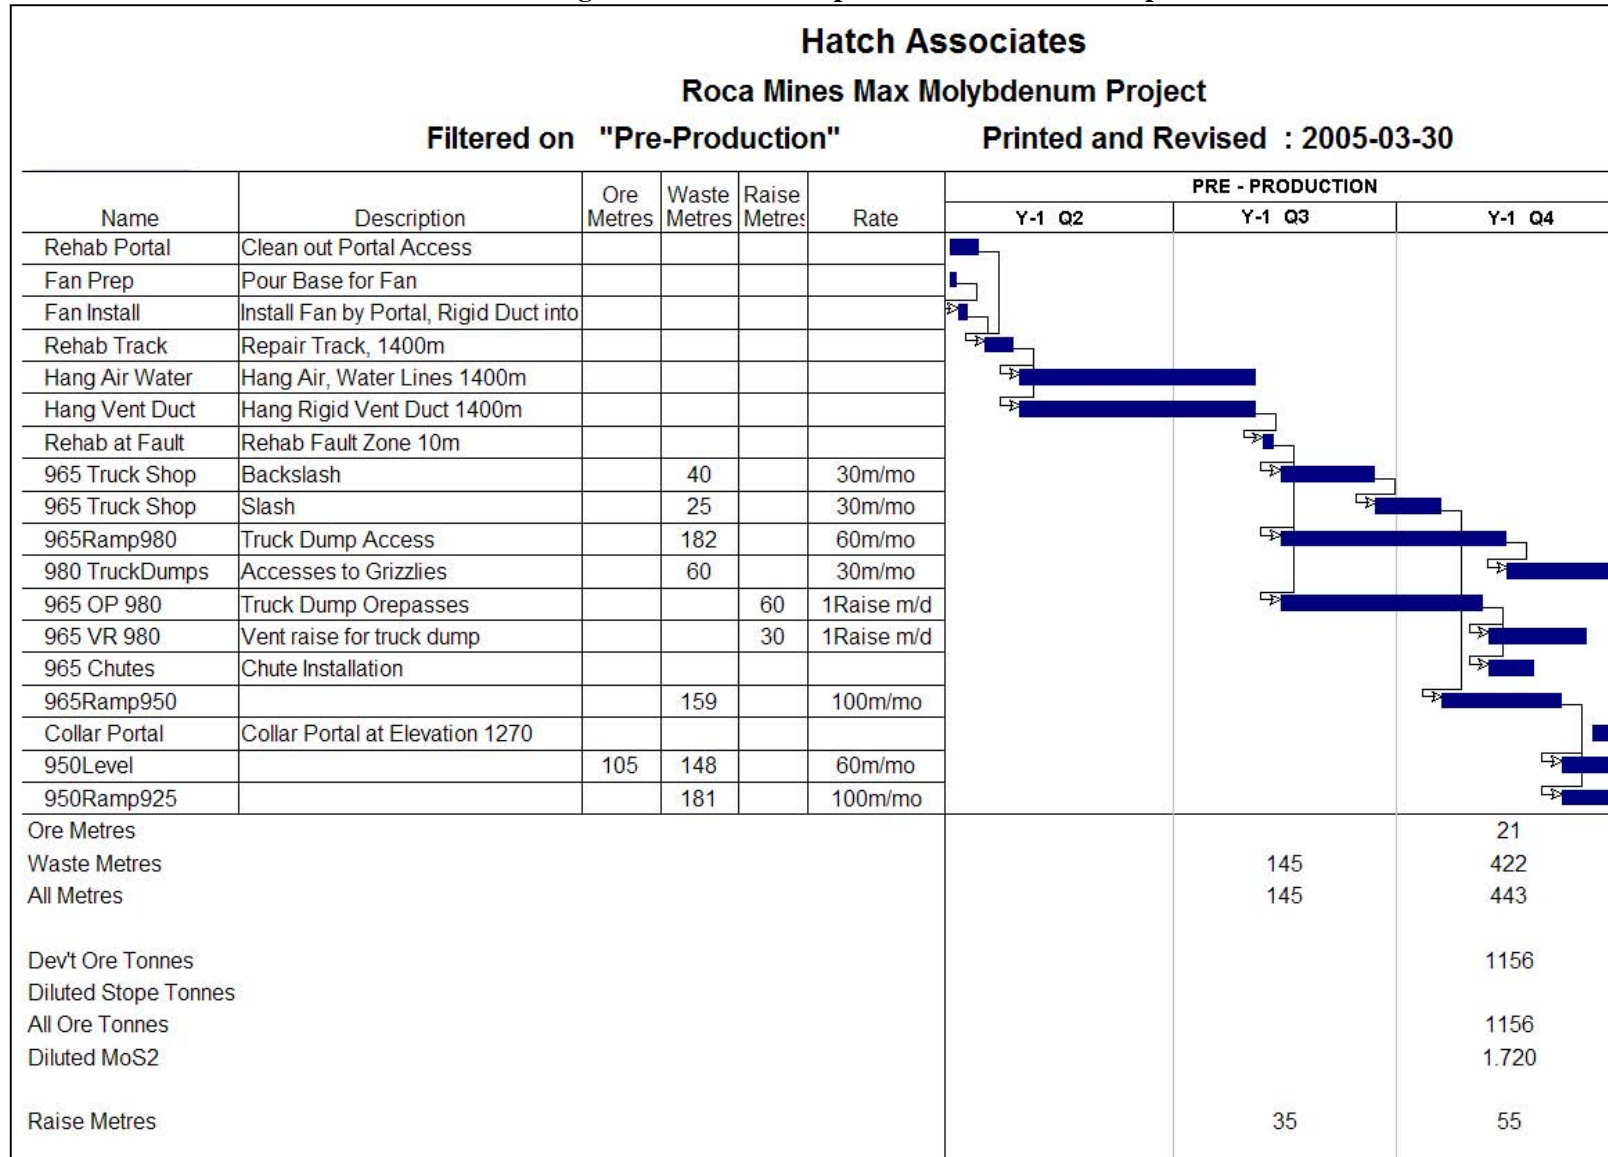 Hatch Associates
Roca Mines Max Molybdenum Project
Filtered on "Pre-Production" Printed and Revised : 2005-03-30
Name Description Ore Metres Waste Metres Raise Metres Rate PRE - PRODUCTION
Y-1 Q2 Y-1 Q3 Y-1 Q4
Rehab Portal Clean out Portal Access
Fan Prep Pour Base for Fan
Fan Install Install Fan by Portal, Rigid Duct into
Rehab Track Repair Track, 1400m
Hang Air Water Hang Air, Water Lines 1400m
Hang Vent Duct Hang Rigid Vent Duct 1400m
Rehab at Fault Rehab Fault Zone 10m
965 Truck Shop Backslash 40 30m/mo
965 Truck Shop Slash 25 30m/mo
965Ramp980 Truck Dump Access 182 60m/mo
980 TruckDumps Accesses to Grizzlies 60 30m/mo
965 OP 980 Truck Dump Orepasses 60 1Raise m/d
965 VR 980 Vent raise for truck dump 30 1Raise m/d
965 Chutes Chute Installation
965Ramp950 159 100m/mo
Collar Portal Collar Portal at Elevation 1270
950Level 105 148 60m/mo
950Ramp925 181 100m/mo
Ore Metres 21
Waste Metres 145 422
All Metres 145 443
Dev't Ore Tonnes 1156
Diluted Stope Tonnes
All Ore Tonnes 1156
Diluted MoS2 1.720
Raise Metres 35 55